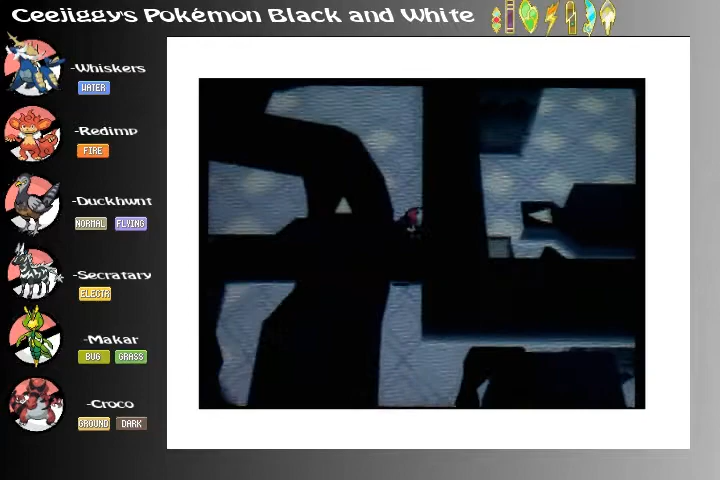 Ceejiggy's Pokémon Black and White
-Whiskers
WATER
-Redimp
FIRE
-Duckhunt
NORMAL FLYING
-Secratary
ELECTR
-Makar
BUG GRASS
-Croco
GROUND DARK